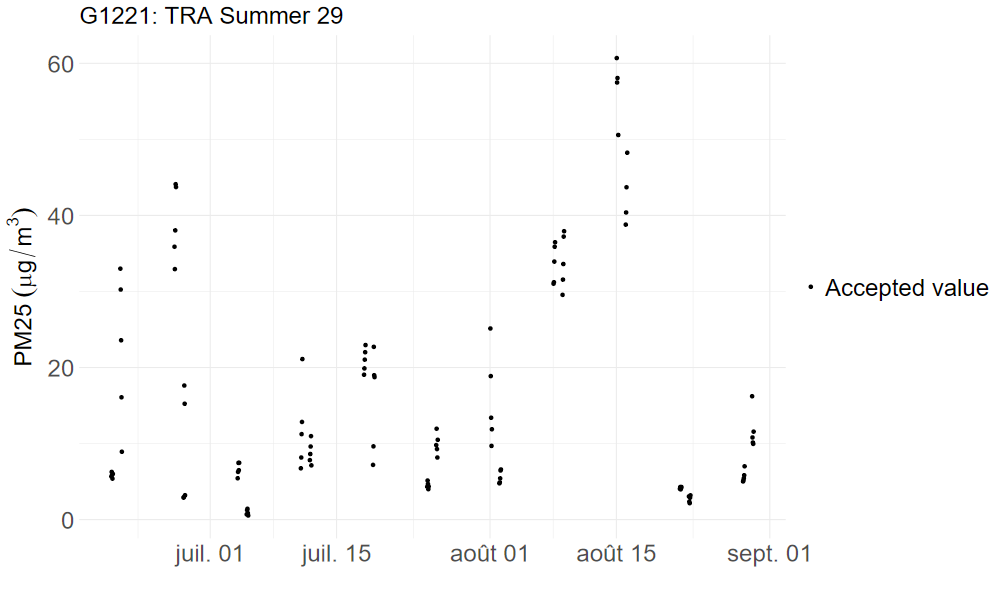 G1221: TRA Summer 29
60
40
20
0
PM25 (μg/m³)
juil. 01
juil. 15
août 01
août 15
sept. 01
Accepted value